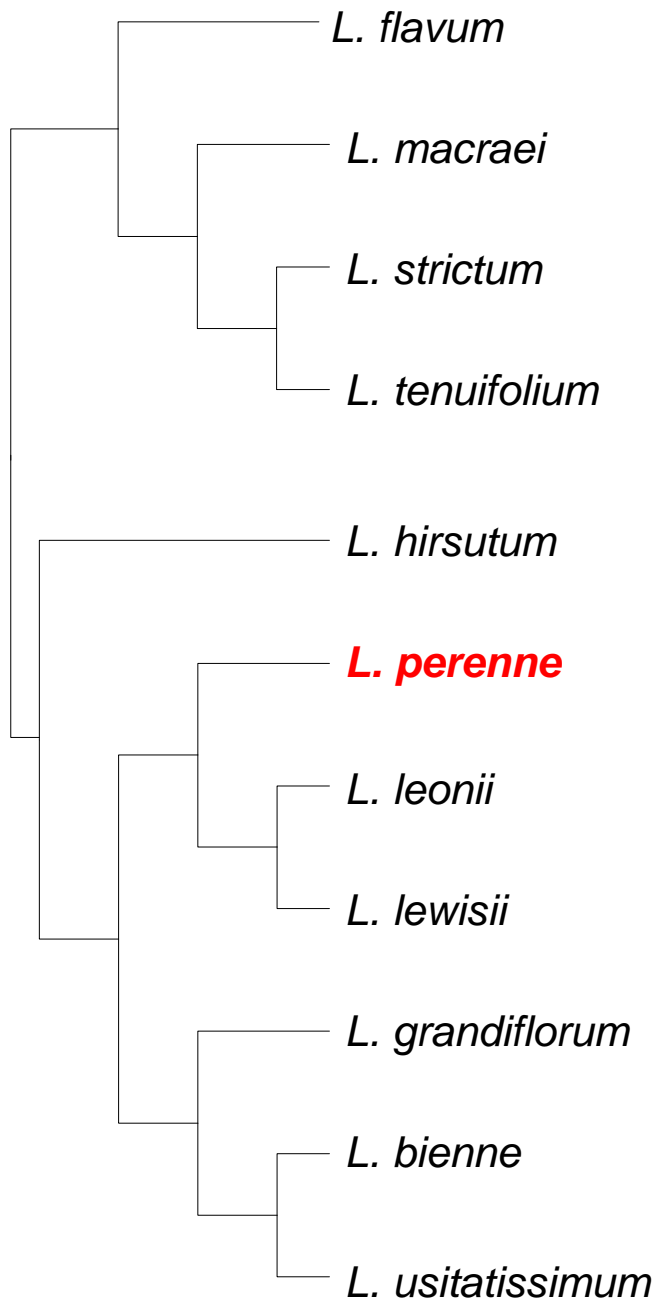 L. flavum
L. macraei
L. strictum
L. tenuifolium
L. hirsutum
L. perenne
L. leonii
L. lewisii
L. grandiflorum
L. bienne
L. usitatissimum